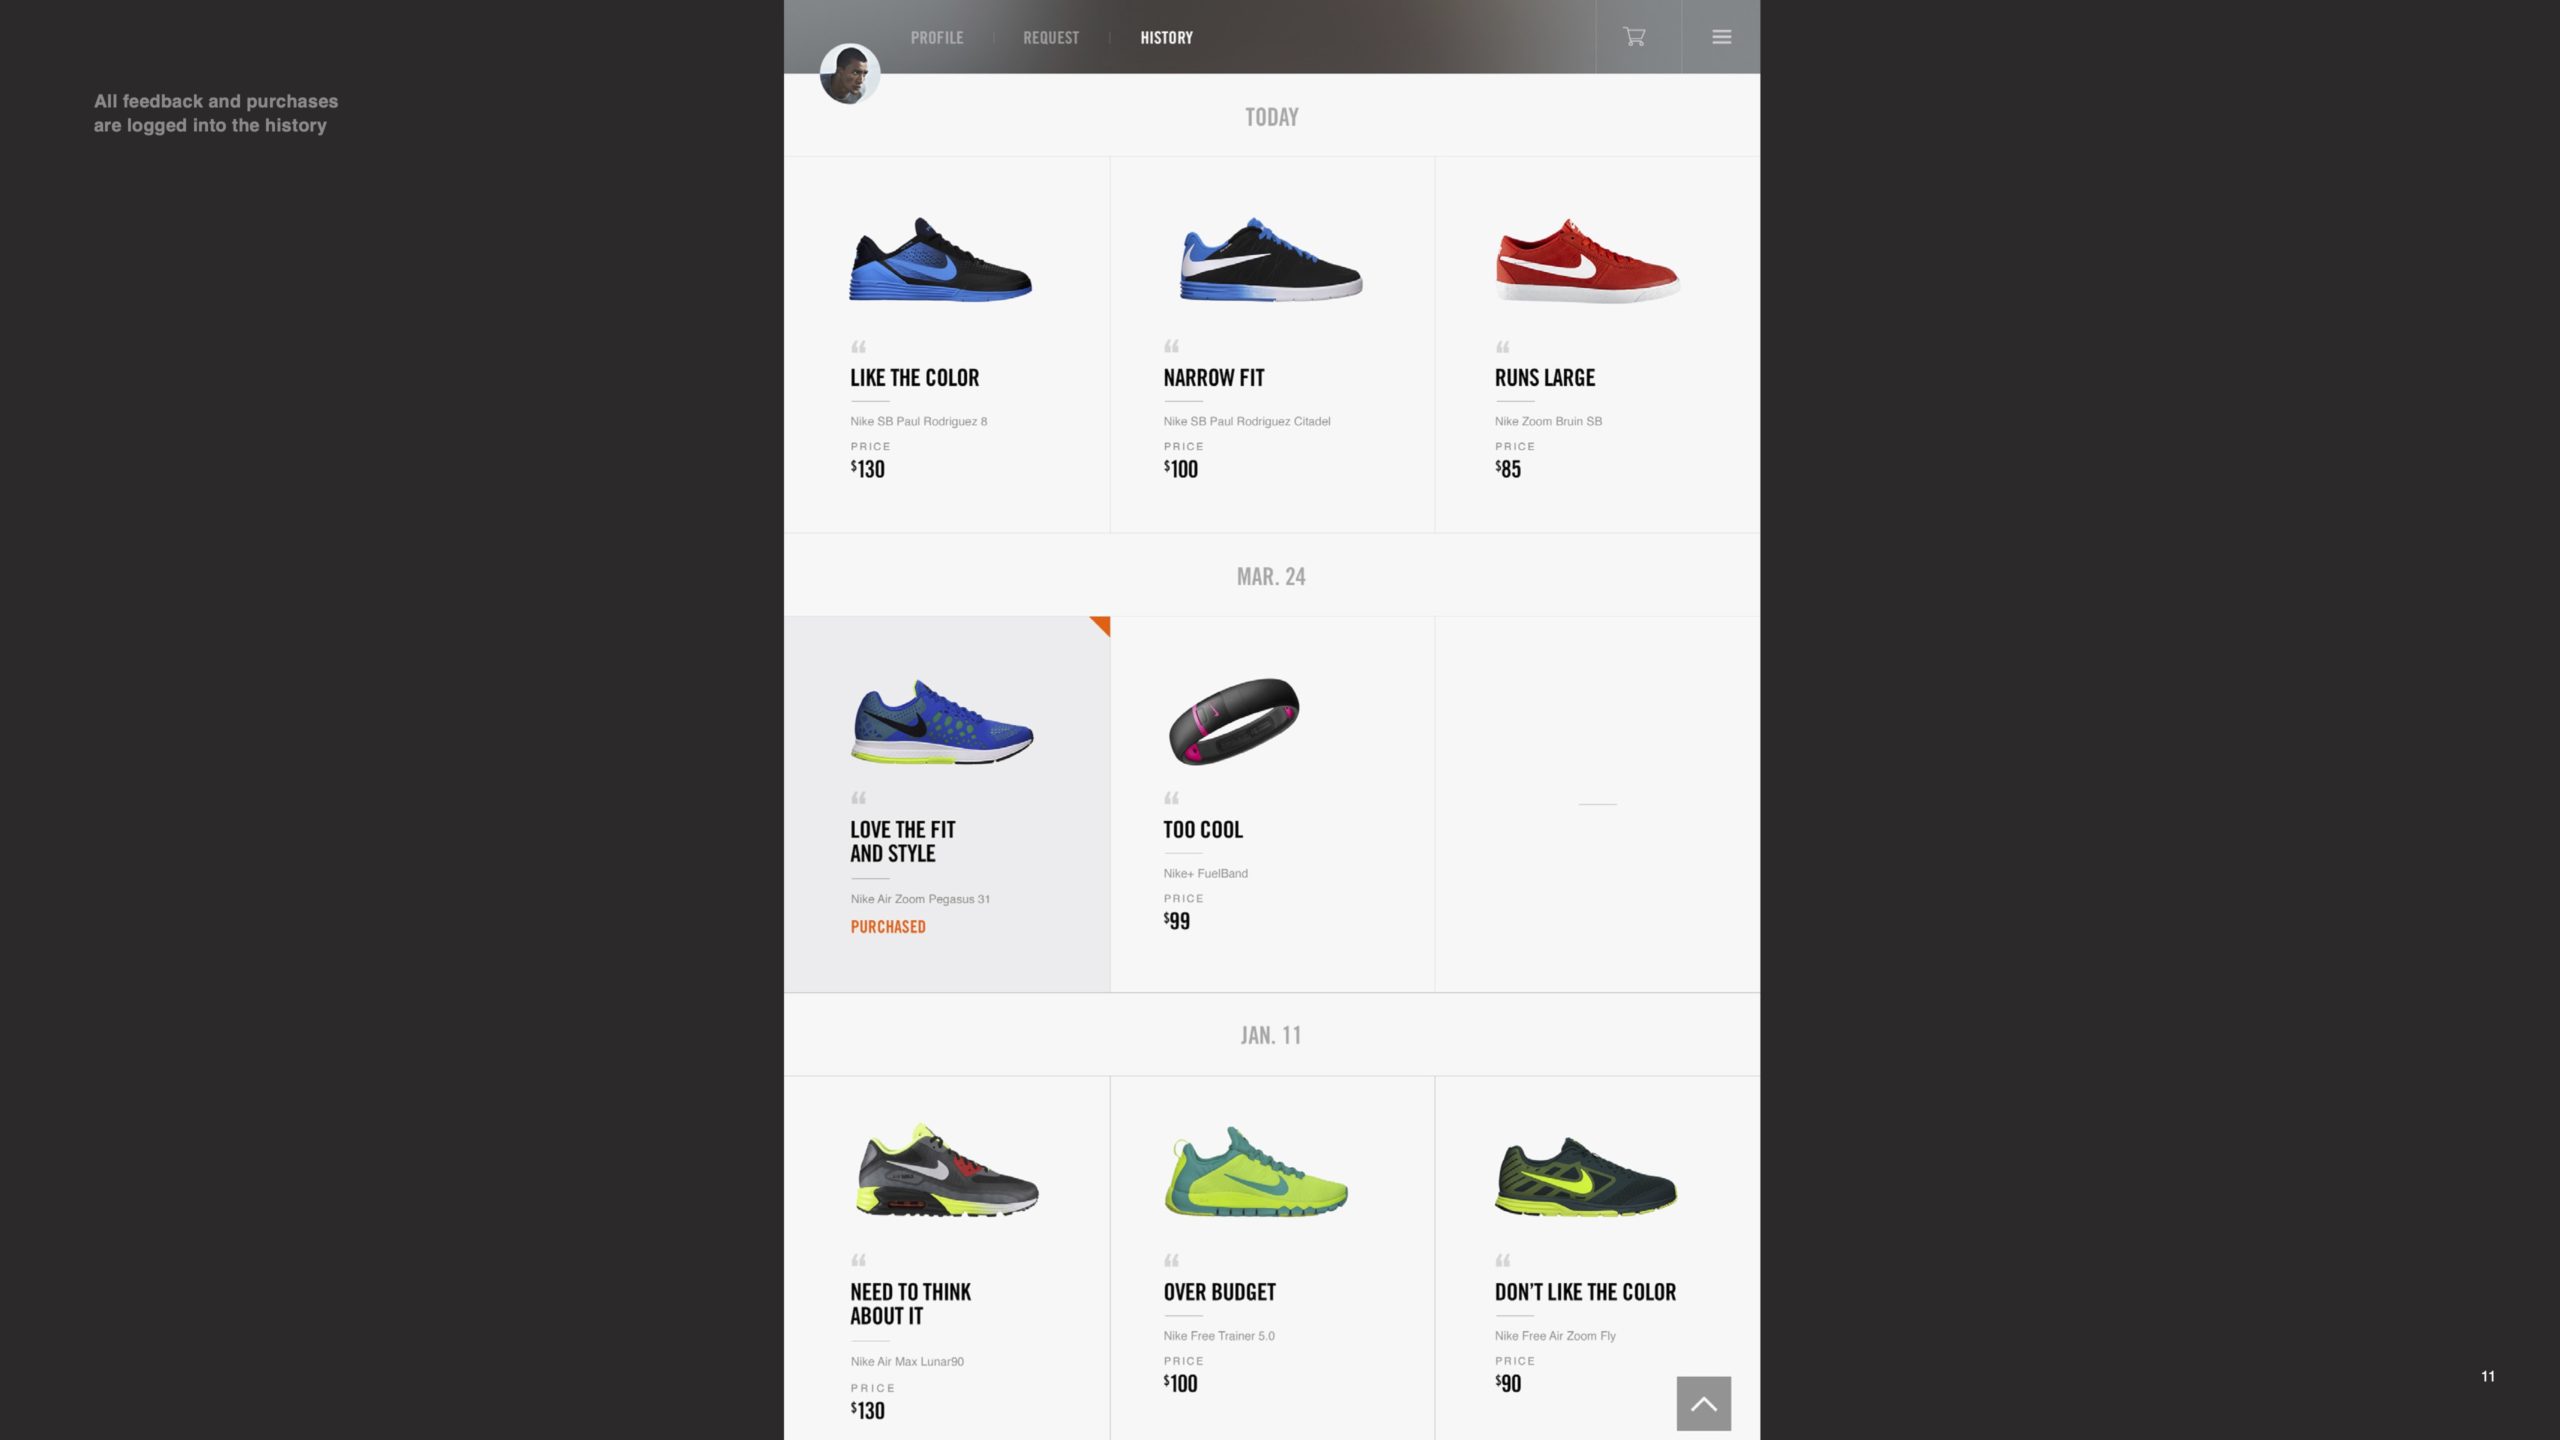 All feedback and purchases
are logged into the history
PROFILE
REQUEST
HISTORY
TODAY
“
LIKE THE COLOR
Nike SB Paul Rodriguez 8
PRICE
$130
“
NARROW FIT
Nike SB Paul Rodriguez Citadel
PRICE
$100
“
RUNS LARGE
Nike Zoom Bruin SB
PRICE
$85
MAR. 24
“
LOVE THE FIT
AND STYLE
Nike Air Zoom Pegasus 31
PURCHASED
“
TOO COOL
Nike+ FuelBand
PRICE
$99
JAN. 11
“
NEED TO THINK
ABOUT IT
Nike Air Max Lunar90
PRICE
$130
“
OVER BUDGET
Nike Free Trainer 5.0
PRICE
$100
“
DON’T LIKE THE COLOR
Nike Free Air Zoom Fly
PRICE
$90
11